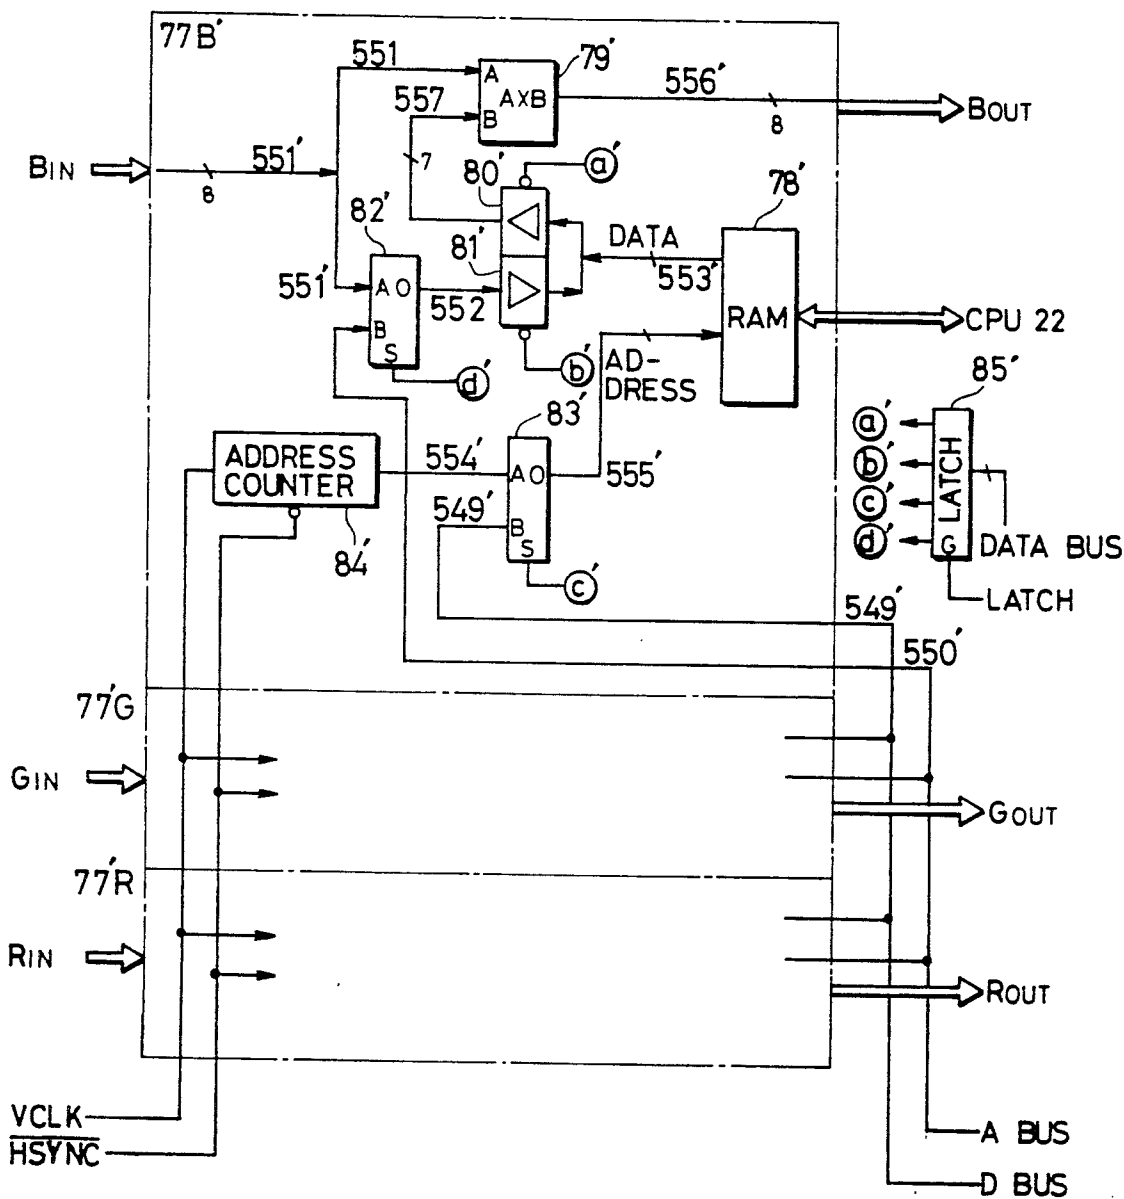 77B'
551
79'
A
A×B
B
556'
8
BOUT
557
7
80'
a'
BIN
8
551'
82'
78'
81'
DATA
553'
551'
A O
552
B
S
RAM
CPU 22
d'
b'
AD-
DRESS
83'
85'
a'
b'
c'
d'
LATCH
G
DATA BUS
LATCH
ADDRESS
COUNTER
554'
A O
555'
549'
B
S
84'
c'
549'
550'
77'G
GIN
GOUT
77'R
RIN
ROUT
VCLK
HSYNC
A BUS
D BUS